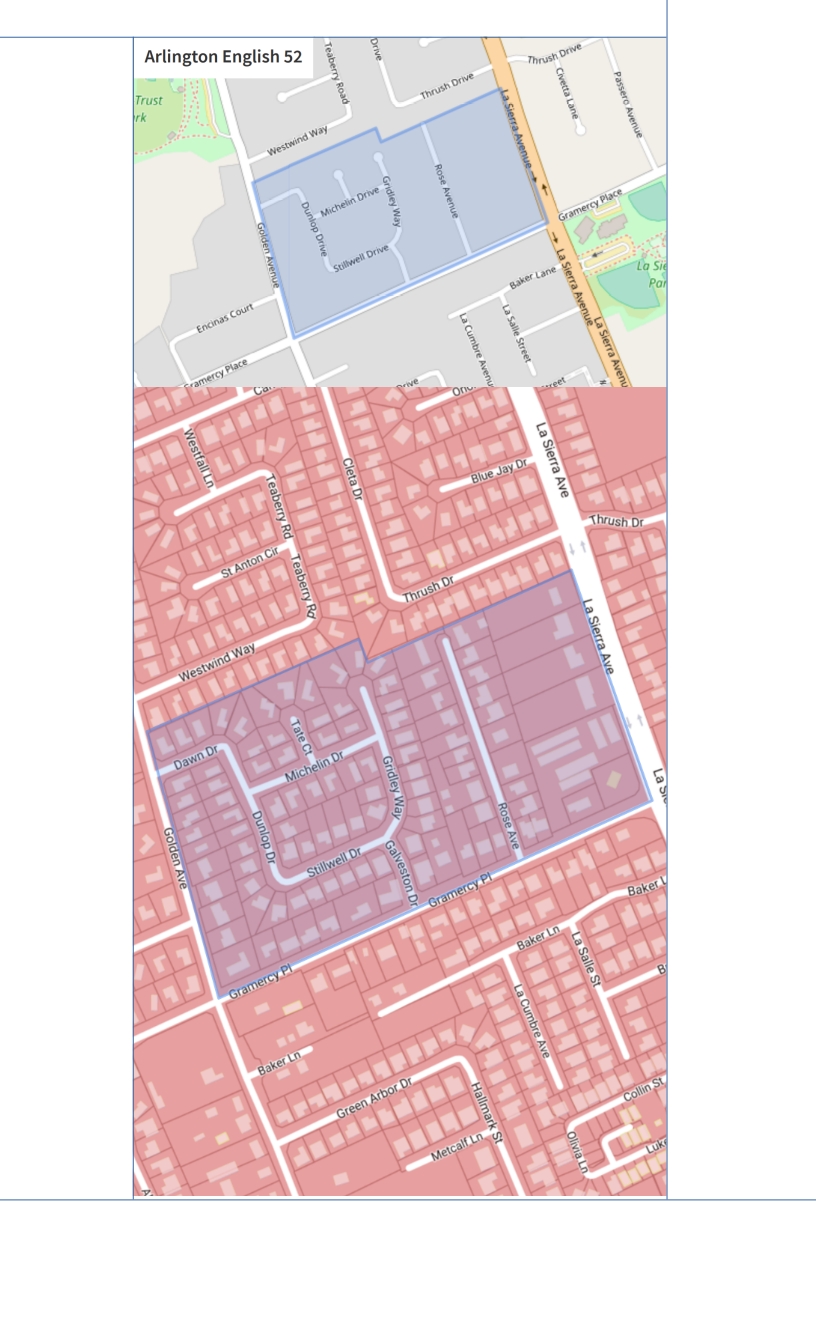 Arlington English 52
Teaberry Road
Drive
Thrush Drive
Thrush Drive
Civetta Lane
Passero Avenue
Trust
rk
Westwind Way
La Sierra Avenue
Rose Avenue
Gridley Way
Michelin Drive
Dunlop Drive
Stillwell Drive
Golden Avenue
Gramercy Place
La Sie
Par
La Sierra Avenue
Baker Lane
Encinas Court
La Salle Street
La Cumbre Avenue
La Sierra Avenu
Gramercy Place
Drive
treet
Ca
Orio
Westfall Ln
Cleta Dr
La Sierra Ave
Blue Jay Dr
Teaberry Rd
Thrush Dr
St Anton Cir
Teaberry Rd
Thrush Dr
Westwind Way
La Sierra Ave
Tate Ct
Dawn Dr
Michelin Dr
Gridley Way
La Sie
Golden Ave
Dunlop Dr
Rose Ave
Stillwell Dr
Galveston Dr
Gramercy Pl
Baker L
Baker Ln
La Salle St
Gramercy Pl
B
La Cumbre Ave
Baker Ln
Green Arbor Dr
Hallmark St
Collin St
Metcalf Ln
Olivia Ln
Luke
A